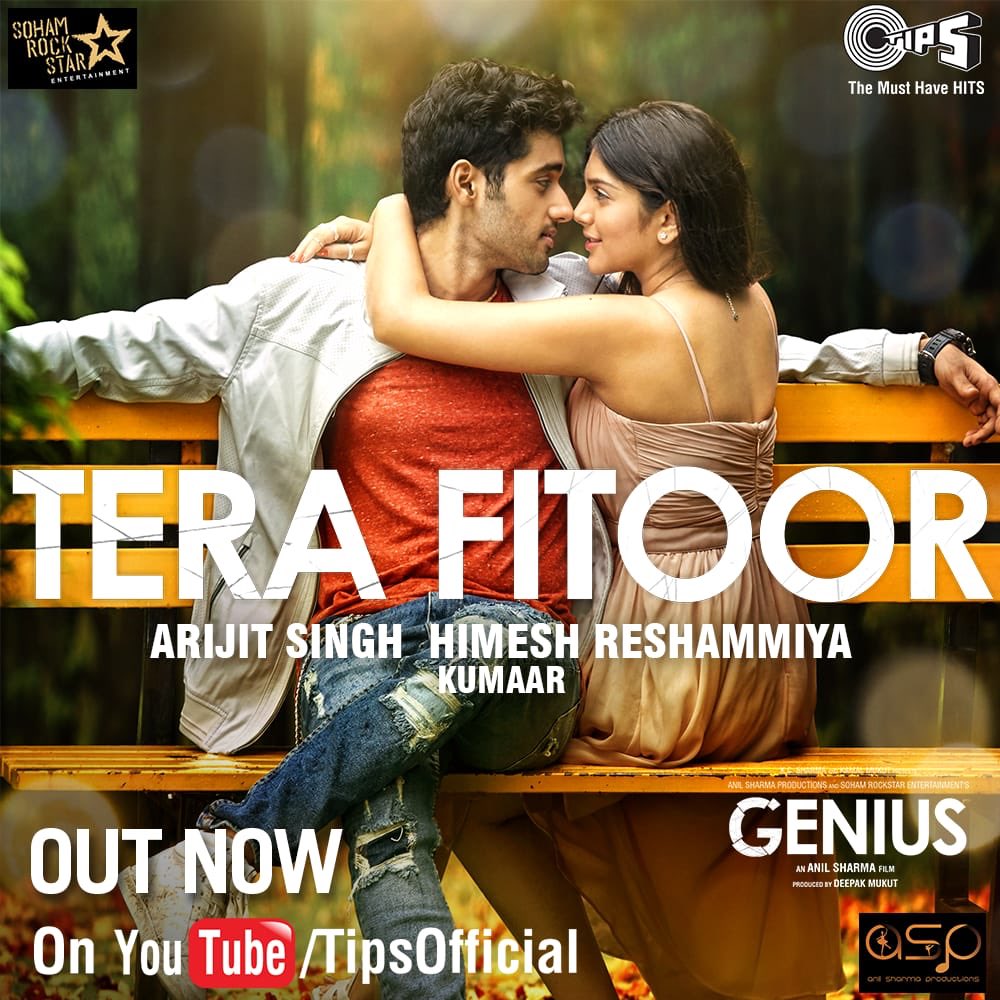 SOHAM
ROCK
STAR
ENTERTAINMENT
TIPS
The Must Have HITS
TERA FITOOR
ARIJIT SINGH HIMESH RESHAMMIYA
KUMAAR
ANIL SHARMA PRODUCTIONS AND SOHAM ROCKSTAR ENTERTAINMENT'S
GENIUS
AN ANIL SHARMA FILM
PRODUCED BY DEEPAK MUKUT
OUT NOW
On YouTube/TipsOfficial
asp
anil sharma productions